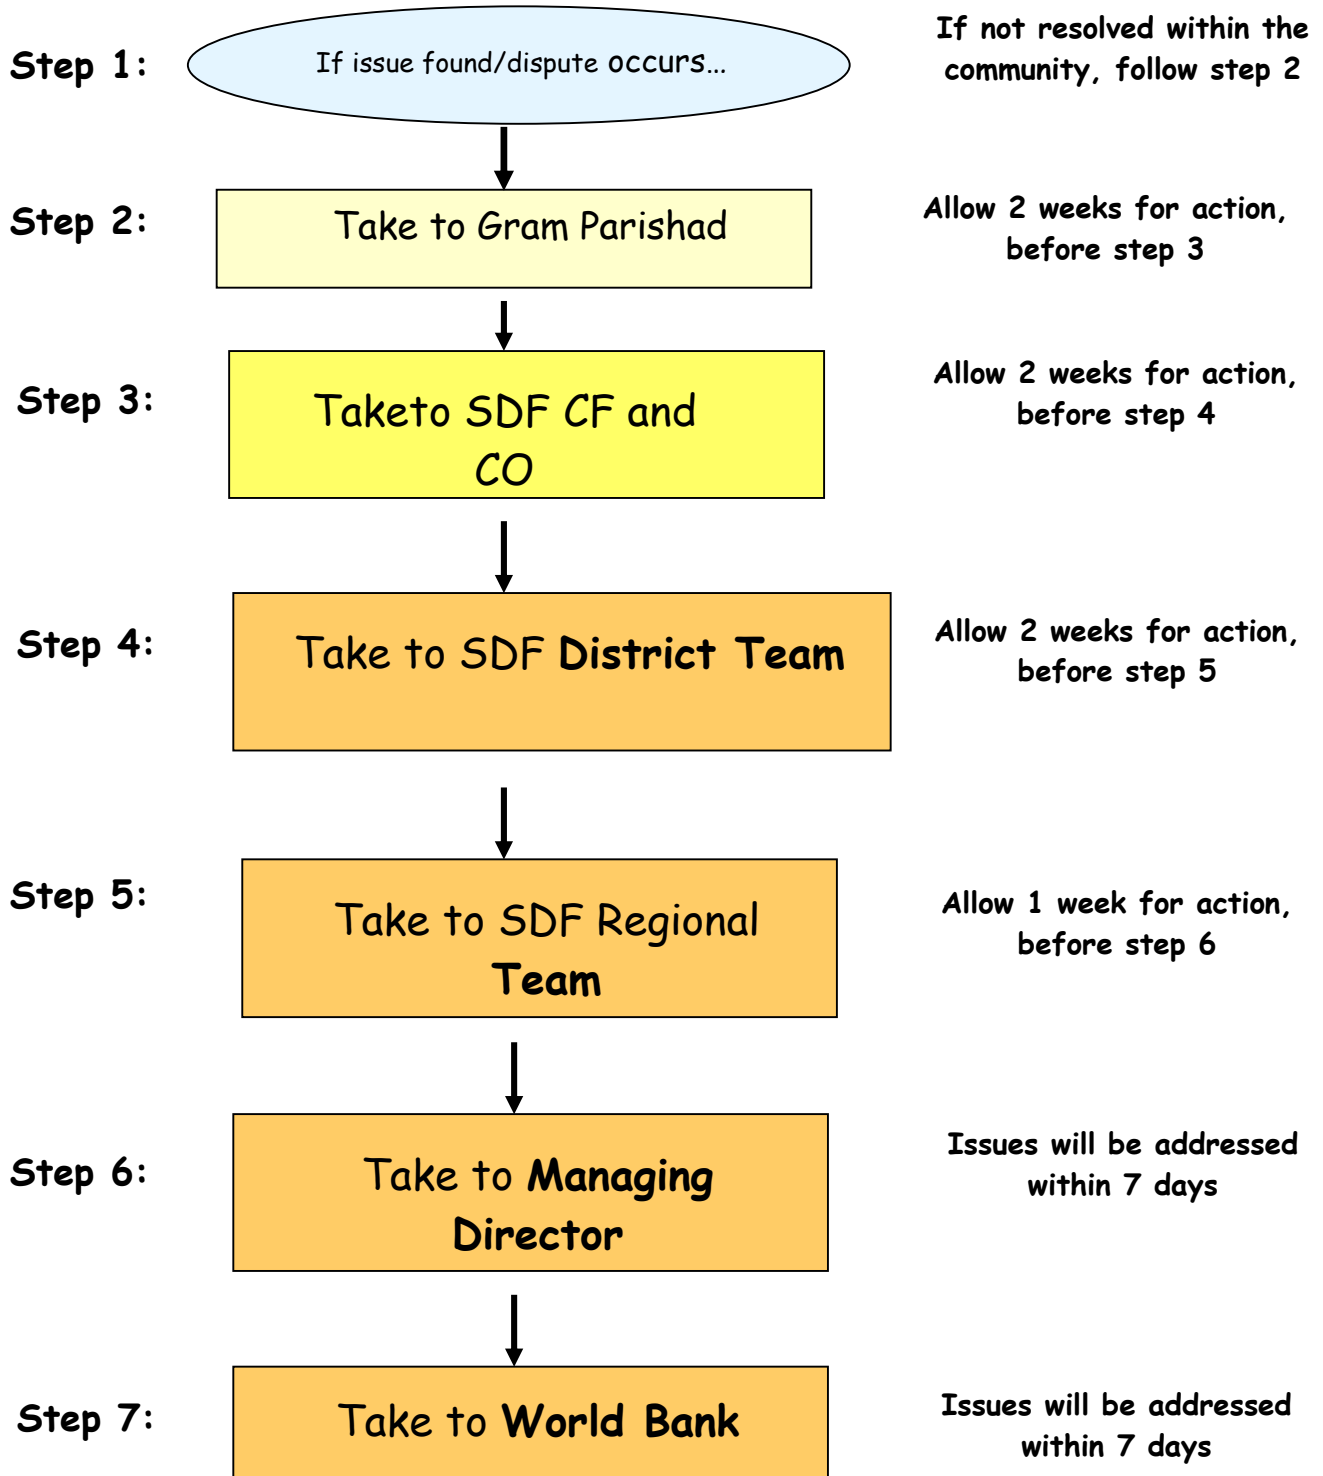 Step 1:
If issue found/dispute occurs...
If not resolved within the
community, follow step 2
Step 2:
Take to Gram Parishad
Allow 2 weeks for action,
before step 3
Step 3:
Taketo SDF CF and
CO
Allow 2 weeks for action,
before step 4
Step 4:
Take to SDF District Team
Allow 2 weeks for action,
before step 5
Step 5:
Take to SDF Regional
Team
Allow 1 week for action,
before step 6
Step 6:
Take to Managing
Director
Issues will be addressed
within 7 days
Step 7:
Take to World Bank
Issues will be addressed
within 7 days